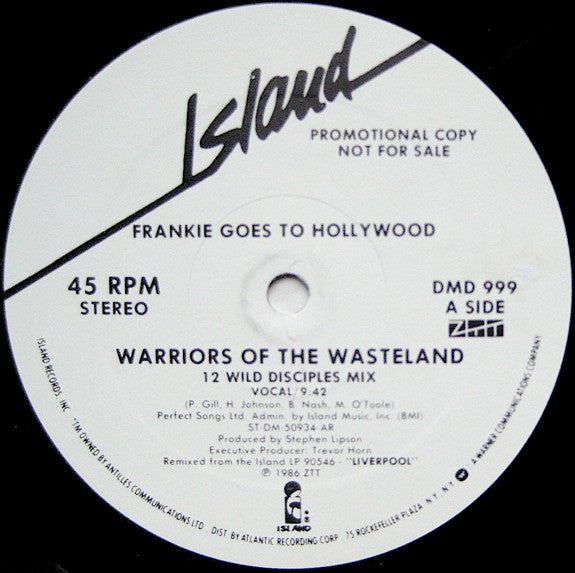 Island
PROMOTIONAL COPY
NOT FOR SALE
FRANKIE GOES TO HOLLYWOOD
45 RPM
STEREO
DMD 999
A SIDE
ZTT
WARRIORS OF THE WASTELAND
12 WILD DISCIPLES MIX
VOCAL/9:42
(P. Gill, H. Johnson, B. Nash, M. O'Toole)
Perfect Songs Ltd. Admin. by Island Music, Inc. (BMI)
ST-DM-50934-AR
Produced by Stephen Lipson
Executive Producer: Trevor Horn
Remixed from the Island LP 90546 - "LIVERPOOL"
℗ 1986 ZTT
ISLAND
ISLAND RECORDS, INC. *TM OWNED BY ANTILLES COMMUNICATIONS LTD DIST BY ATLANTIC RECORDING CORP 75 ROCKEFELLER PLAZA N.Y. N.Y. A WARNER COMMUNICATIONS COMPANY